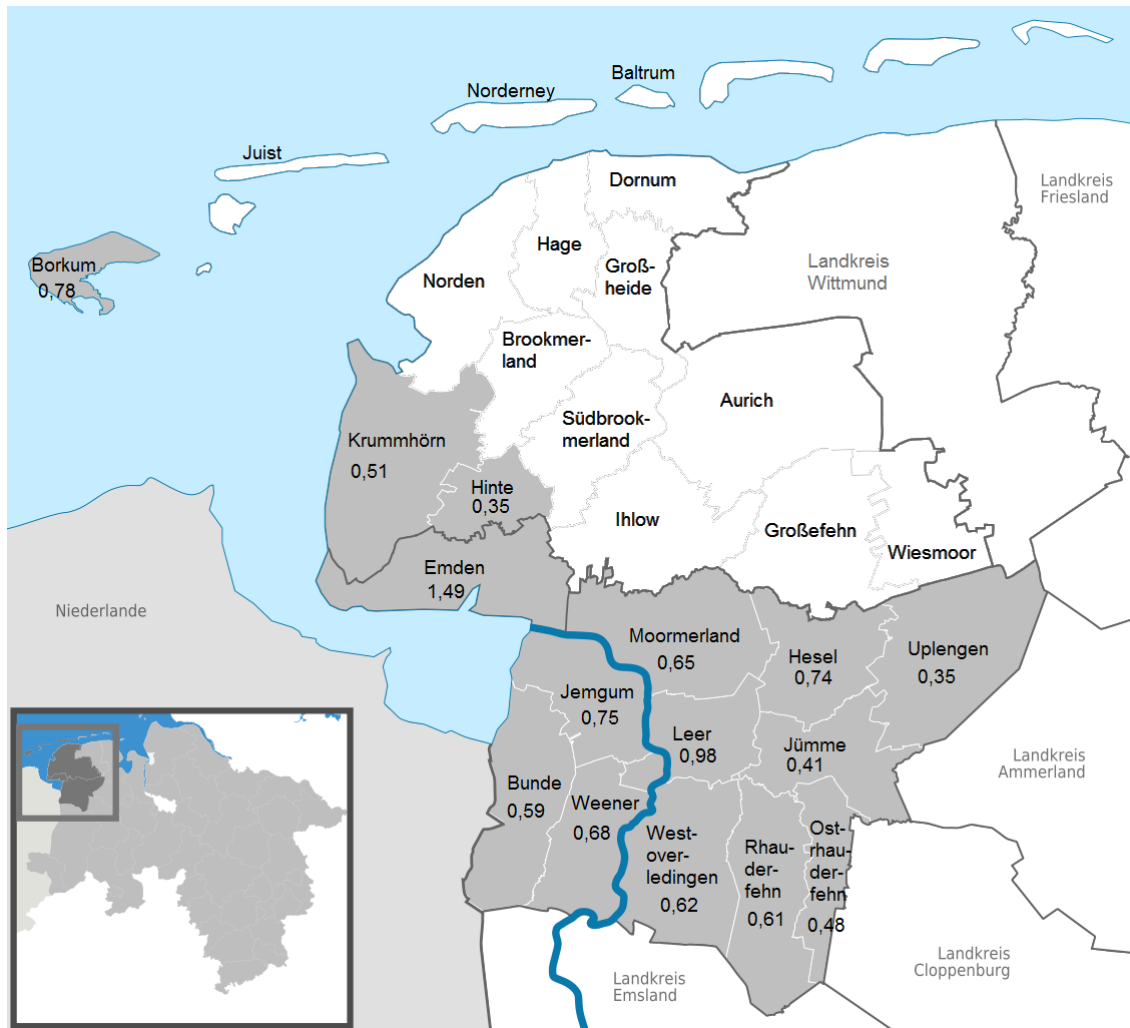 Baltrum
Norderney
Juist
Dornum
Landkreis
Friesland
Hage
Borkum
0,78
Norden
Groß-
heide
Landkreis
Wittmund
Brookmer-
land
Aurich
Südbrook-
merland
Krummhörn
0,51
Hinte
0,35
Ihlow
Großefehn
Wiesmoor
Emden
1,49
Niederlande
Moormerland
0,65
Hesel
0,74
Uplengen
0,35
Jemgum
0,75
Leer
0,98
Jümme
0,41
Landkreis
Ammerland
Bunde
0,59
Weener
0,68
West-
over-
ledingen
0,62
Rhau-
der-
fehn
0,61
Ost-
rhau-
der-
fehn
0,48
Landkreis
Cloppenburg
Landkreis
Emsland